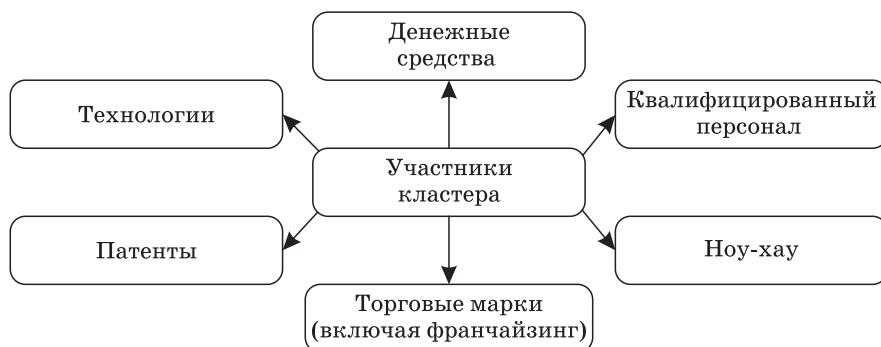 Денежные
средства
Технологии
Квалифицированный
персонал
Участники
кластера
Патенты
Ноу-хау
Торговые марки
(включая франчайзинг)